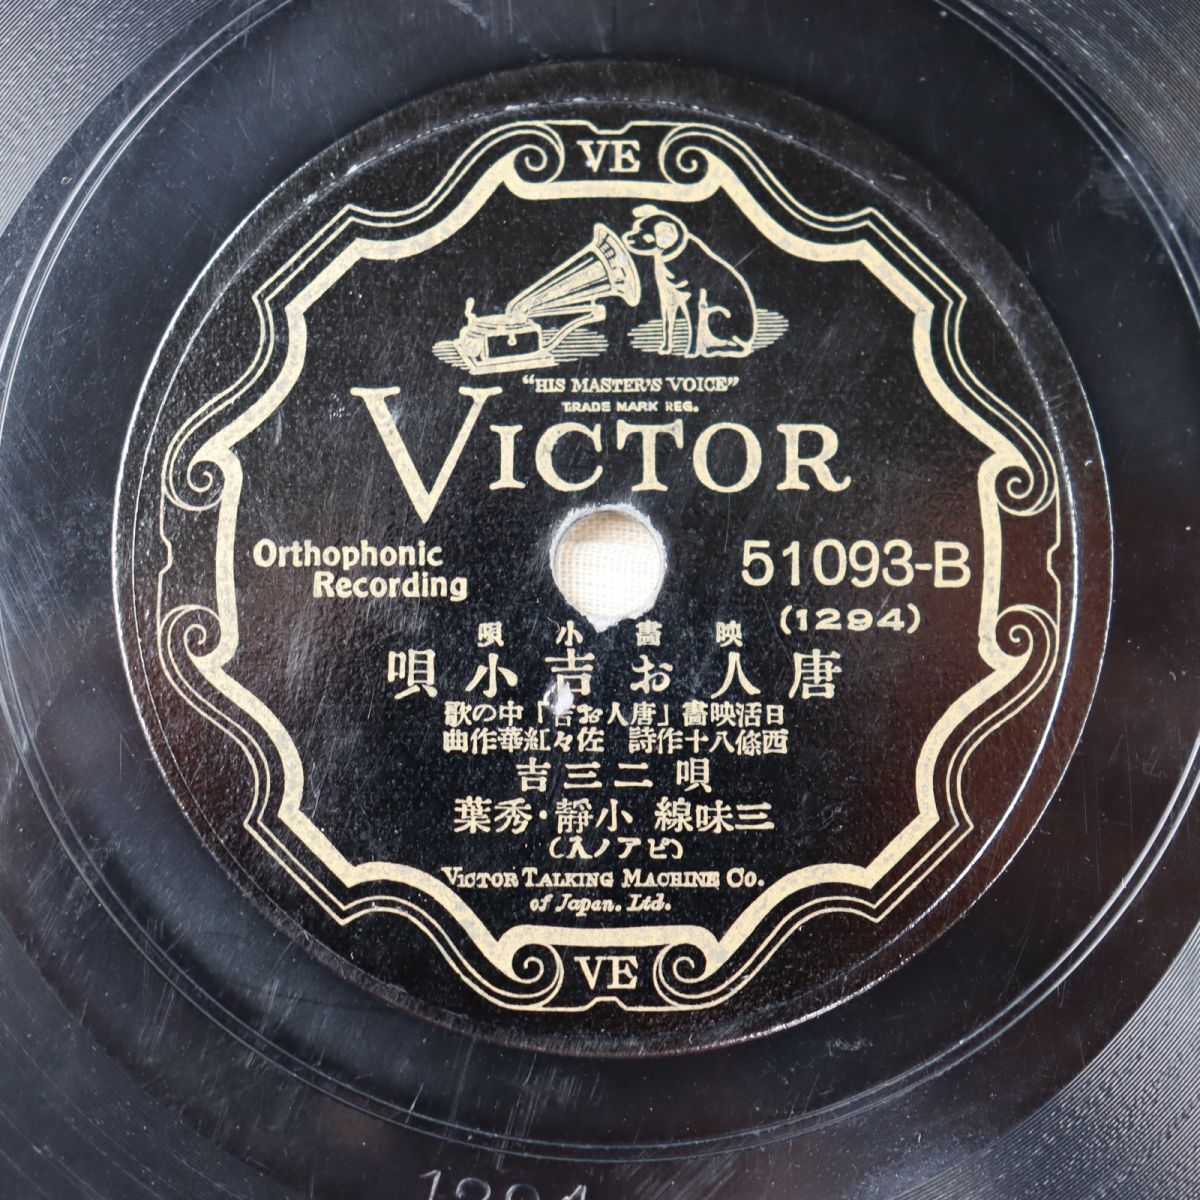 VE
"HIS MASTER'S VOICE"
TRADE MARK REG.
VICTOR
Orthophonic
Recording
51093-B
(1294)
映畫小唄
唐人お吉小唄
日活映畫「唐人お吉」中の歌
西條八十作詩 佐々紅華作曲
唄 二三吉
三味線 小靜・秀葉
(ピアノ入)
VICTOR TALKING MACHINE CO.
of Japan. Ltd.
VE
1294